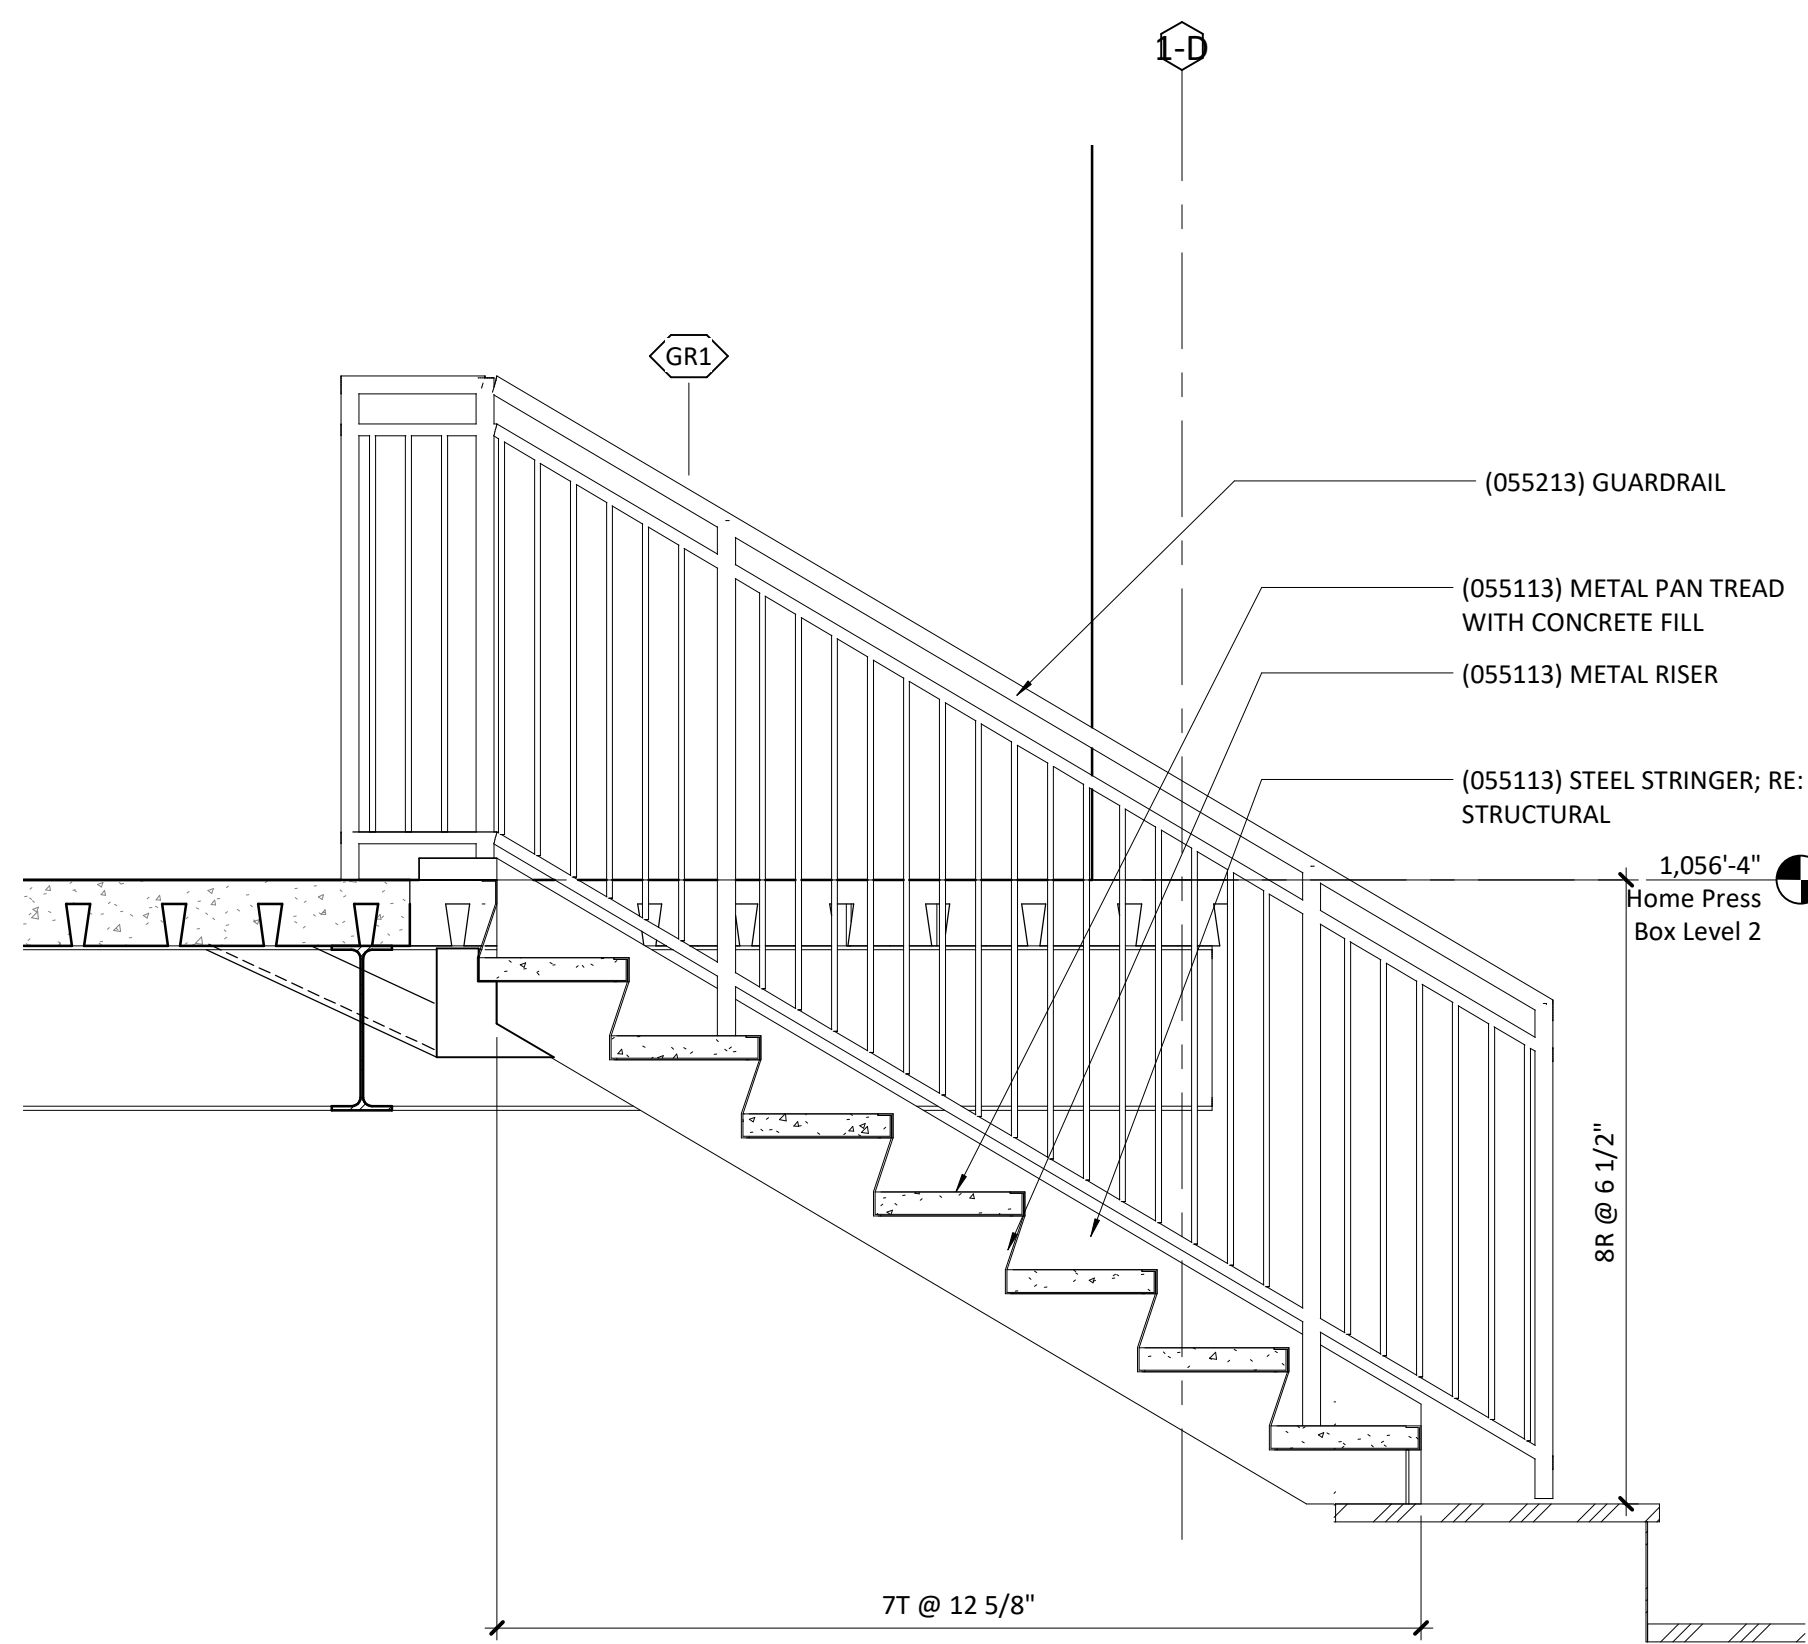 1-D
GR1
(055213) GUARDRAIL
(055113) METAL PAN TREAD
WITH CONCRETE FILL
(055113) METAL RISER
(055113) STEEL STRINGER; RE:
STRUCTURAL
1,056'-4"
Home Press
Box Level 2
8R @ 6 1/2"
7T @ 12 5/8"